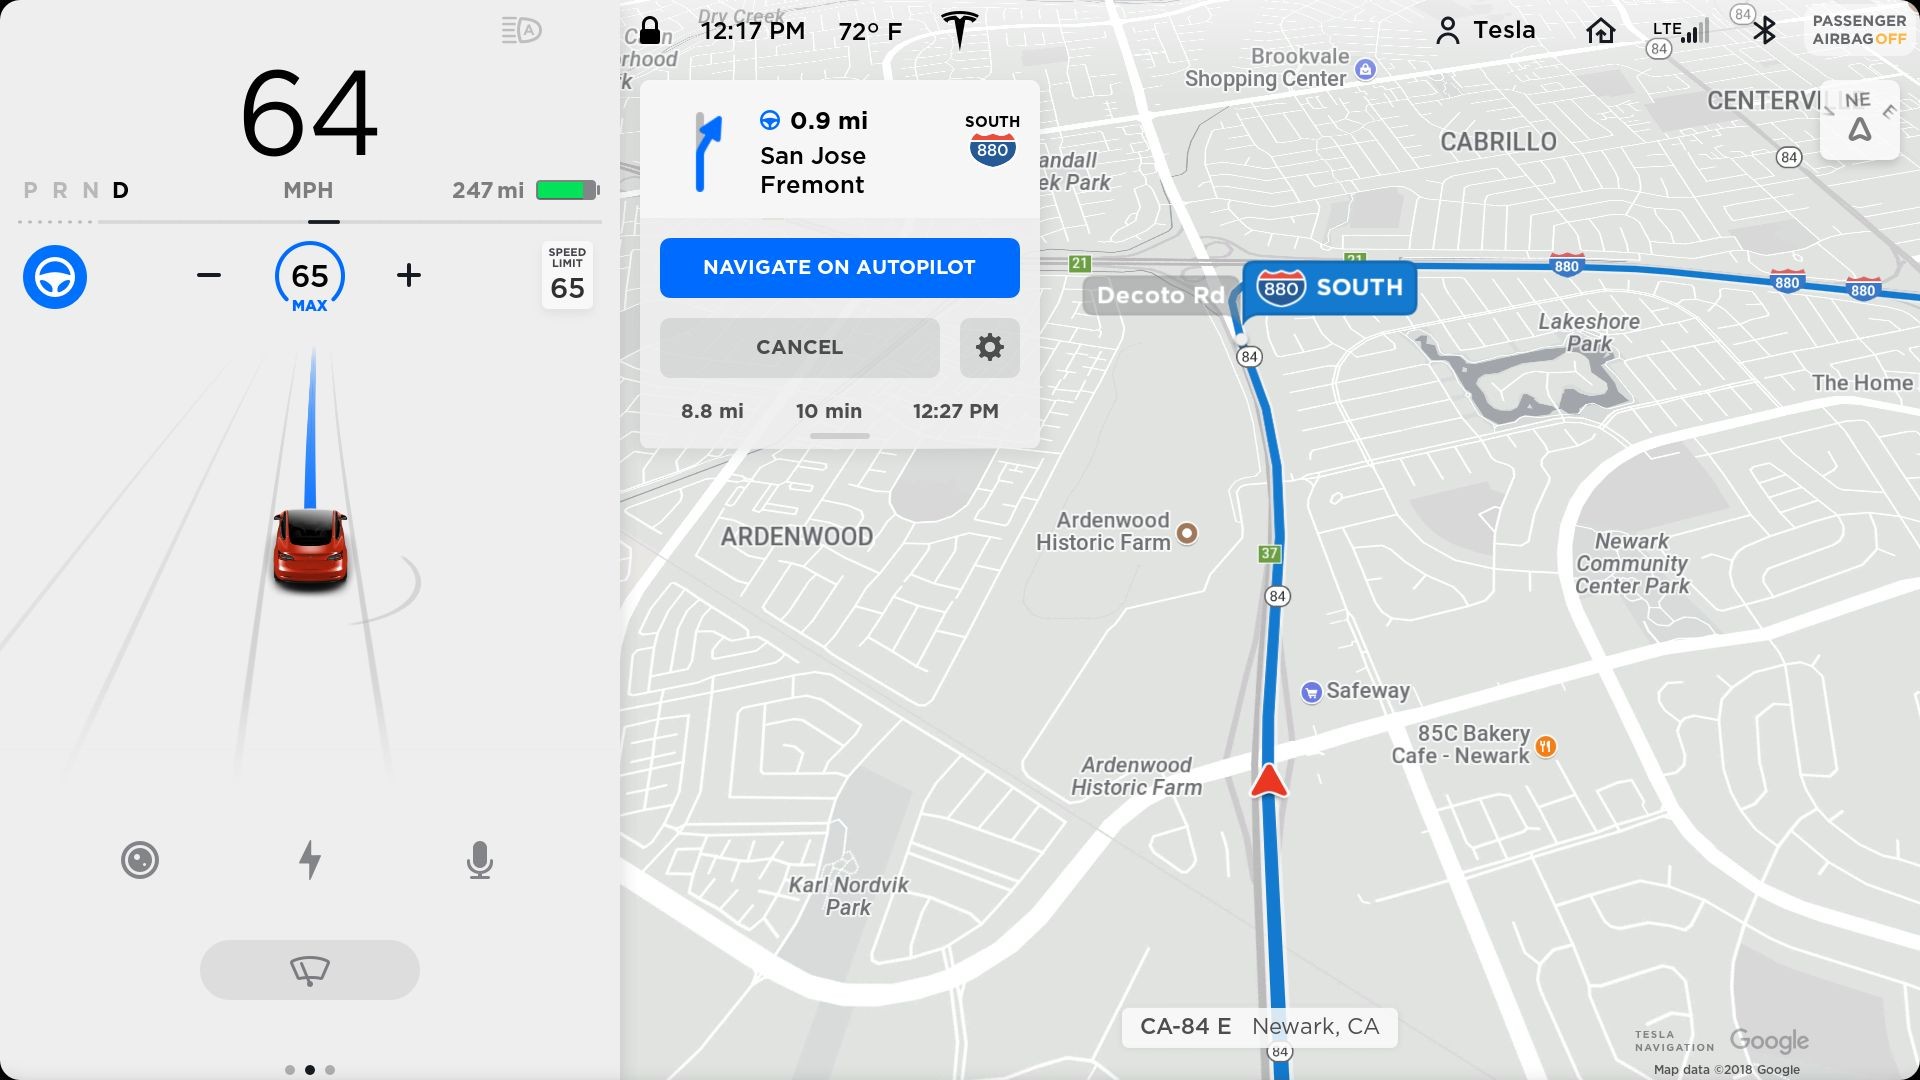 64
P R N D
MPH
247 mi
65
MAX
SPEED
LIMIT
65
12:17 PM
72° F
Tesla
LTE
PASSENGER
AIRBAG OFF
0.9 mi
San Jose
Fremont
SOUTH
880
NAVIGATE ON AUTOPILOT
CANCEL
8.8 mi
10 min
12:27 PM
Dry Creek
Brookvale
Shopping Center
84
84
CENTERVILLE
NE
E
CABRILLO
84
21
21
880
880
880
Decoto Rd
880 SOUTH
84
Lakeshore
Park
The Home
ARDENWOOD
Ardenwood
Historic Farm
37
84
Newark
Community
Center Park
Safeway
85C Bakery
Cafe - Newark
Ardenwood
Historic Farm
Karl Nordvik
Park
CA-84 E Newark, CA
84
TESLA
NAVIGATION
Google
Map data ©2018 Google